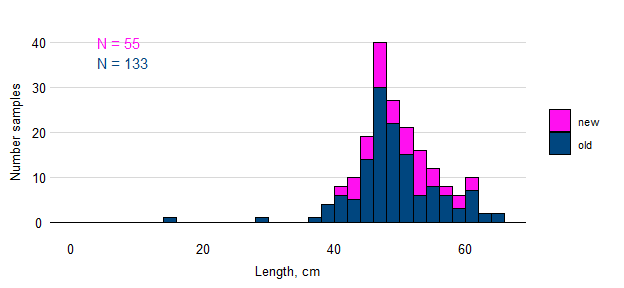 N = 55
N = 133
40
30
20
10
0
Number samples
0 20 40 60
Length, cm
new
old